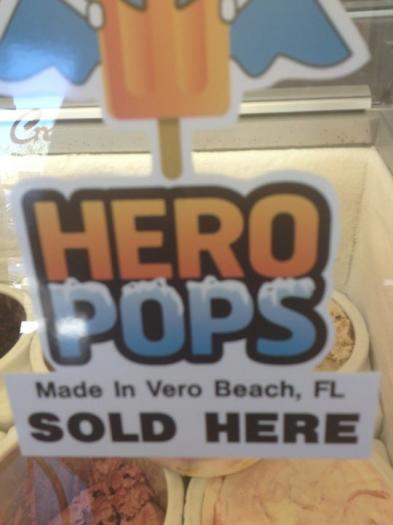 HERO
POPS
Made In Vero Beach, FL
SOLD HERE